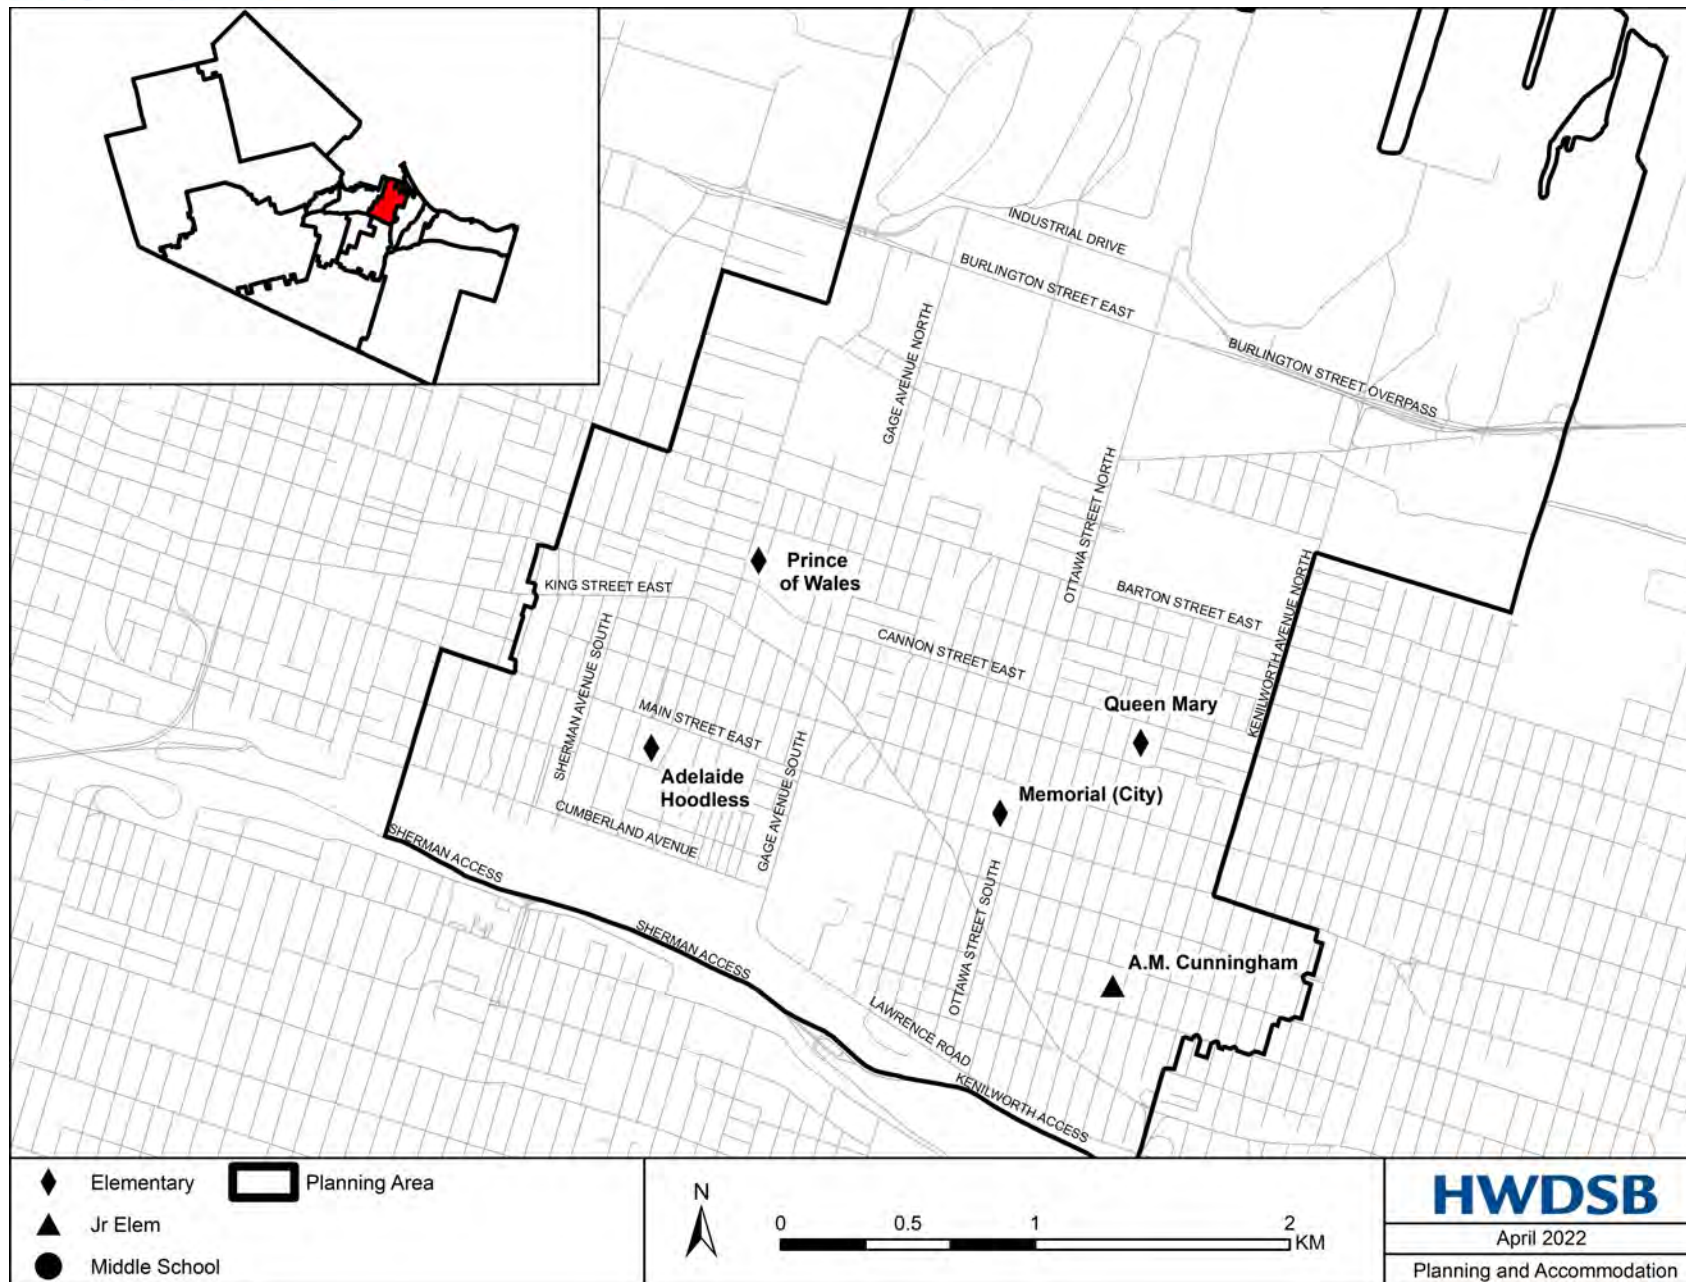 INDUSTRIAL DRIVE
BURLINGTON STREET EAST
BURLINGTON STREET OVERPASS
GAGE AVENUE NORTH
OTTAWA STREET NORTH
KENILWORTH AVENUE NORTH
BARTON STREET EAST
Prince
of Wales
KING STREET EAST
CANNON STREET EAST
SHERMAN AVENUE SOUTH
MAIN STREET EAST
Queen Mary
Adelaide
Hoodless
GAGE AVENUE SOUTH
Memorial (City)
CUMBERLAND AVENUE
SHERMAN ACCESS
SHERMAN ACCESS
OTTAWA STREET SOUTH
A.M. Cunningham
LAWRENCE ROAD
KENILWORTH ACCESS
Elementary
Planning Area
Jr Elem
Middle School
N
0 0.5 1 2
KM
HWDSB
April 2022
Planning and Accommodation